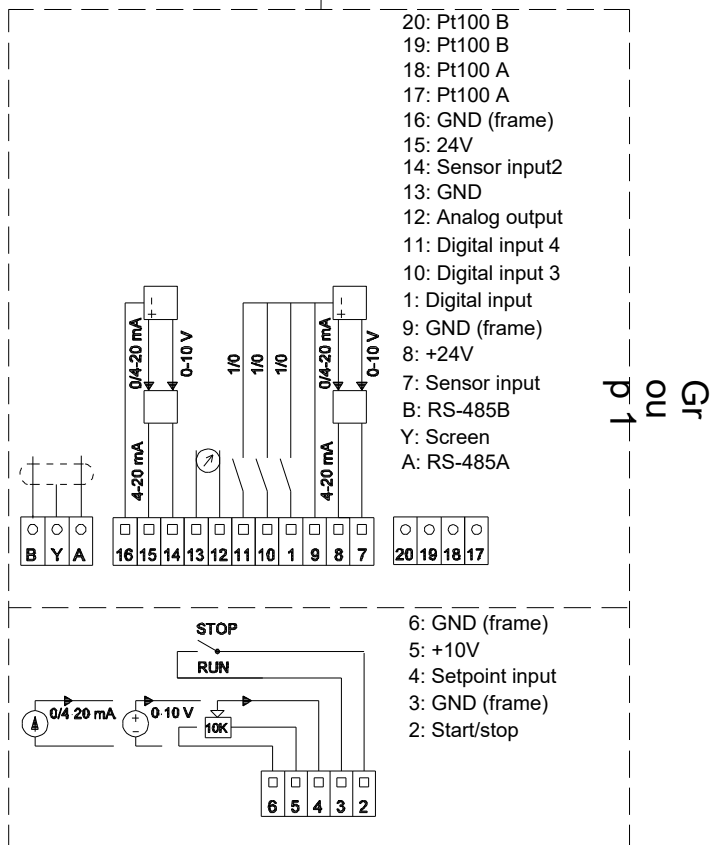 20: Pt100 B
19: Pt100 B
18: Pt100 A
17: Pt100 A
16: GND (frame)
15: 24V
14: Sensor input2
13: GND
12: Analog output
11: Digital input 4
10: Digital input 3
1: Digital input
9: GND (frame)
8: +24V
7: Sensor input
B: RS-485B
Y: Screen
A: RS-485A
Gr
ou
p 1
- +
0/4-20 mA
0-10 V
4-20 mA
1/0
1/0
1/0
- +
0/4-20 mA
0-10 V
4-20 mA
B Y A
16 15 14 13 12 11 10 1 9 8 7
20 19 18 17
STOP
RUN
0/4 20 mA
+ -
0-10 V
10K
6 5 4 3 2
6: GND (frame)
5: +10V
4: Setpoint input
3: GND (frame)
2: Start/stop